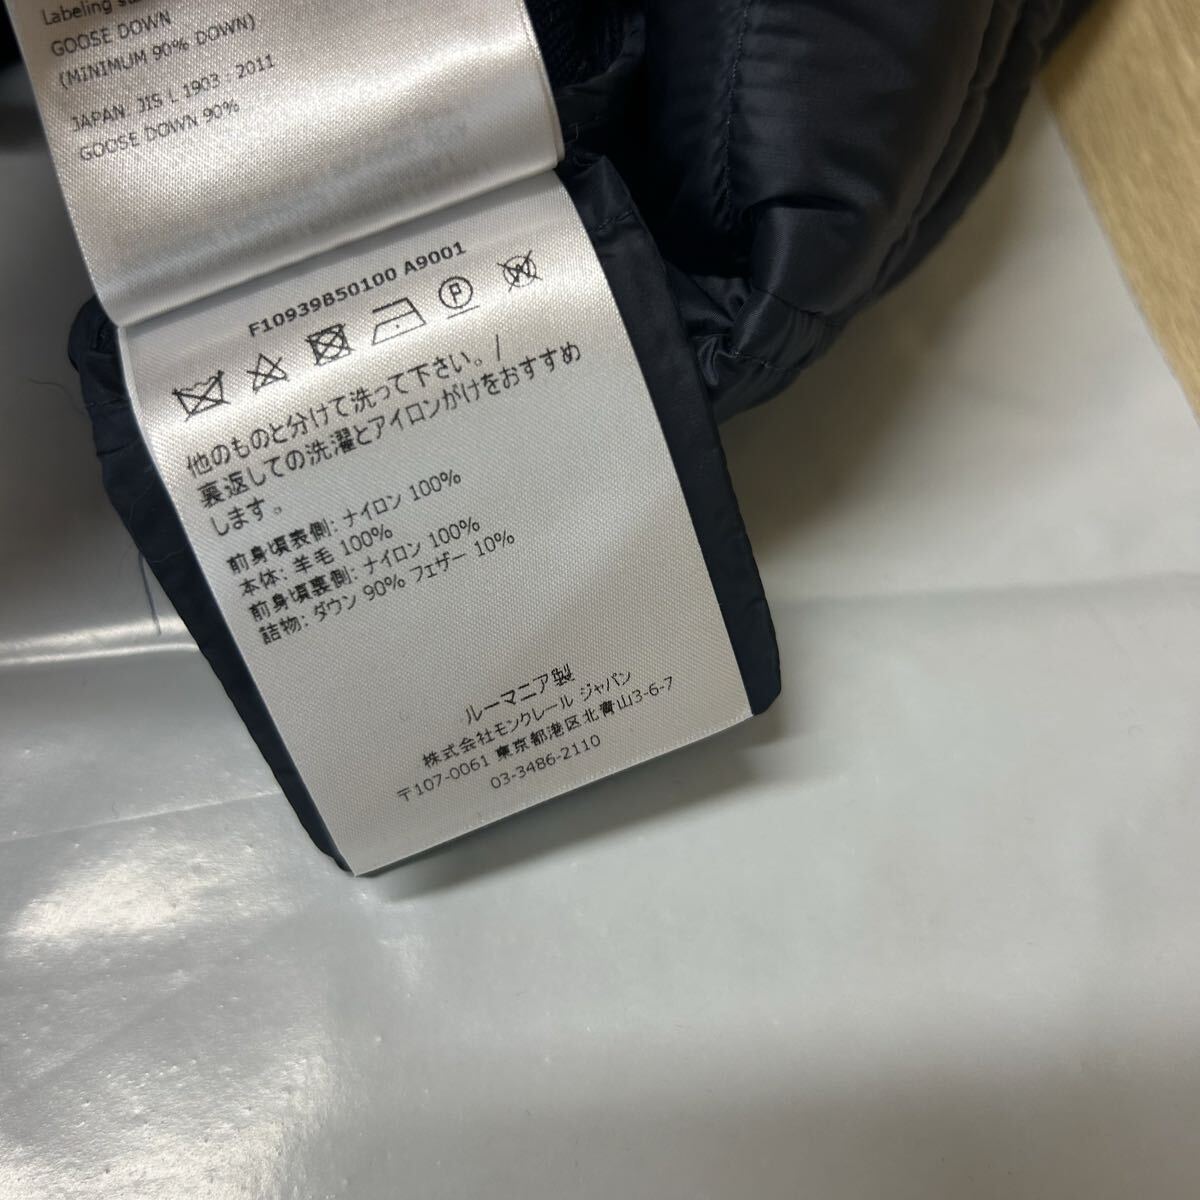 Labeling
GOOSE DOWN
(MINIMUM 90% DOWN)
JAPAN: JIS L 1903 : 2011
GOOSE DOWN 90%
F10939B50100 A9001
他のものと分けて洗って下さい。/
裏返しての洗濯とアイロンがけをおすすめ
します。
前身頃表側: ナイロン 100%
本体: 羊毛 100%
前身頃裏側: ナイロン 100%
詰物: ダウン 90% フェザー 10%
ルーマニア製
株式会社モンクレール ジャパン
〒107-0061 東京都港区北青山3-6-7
03-3486-2110